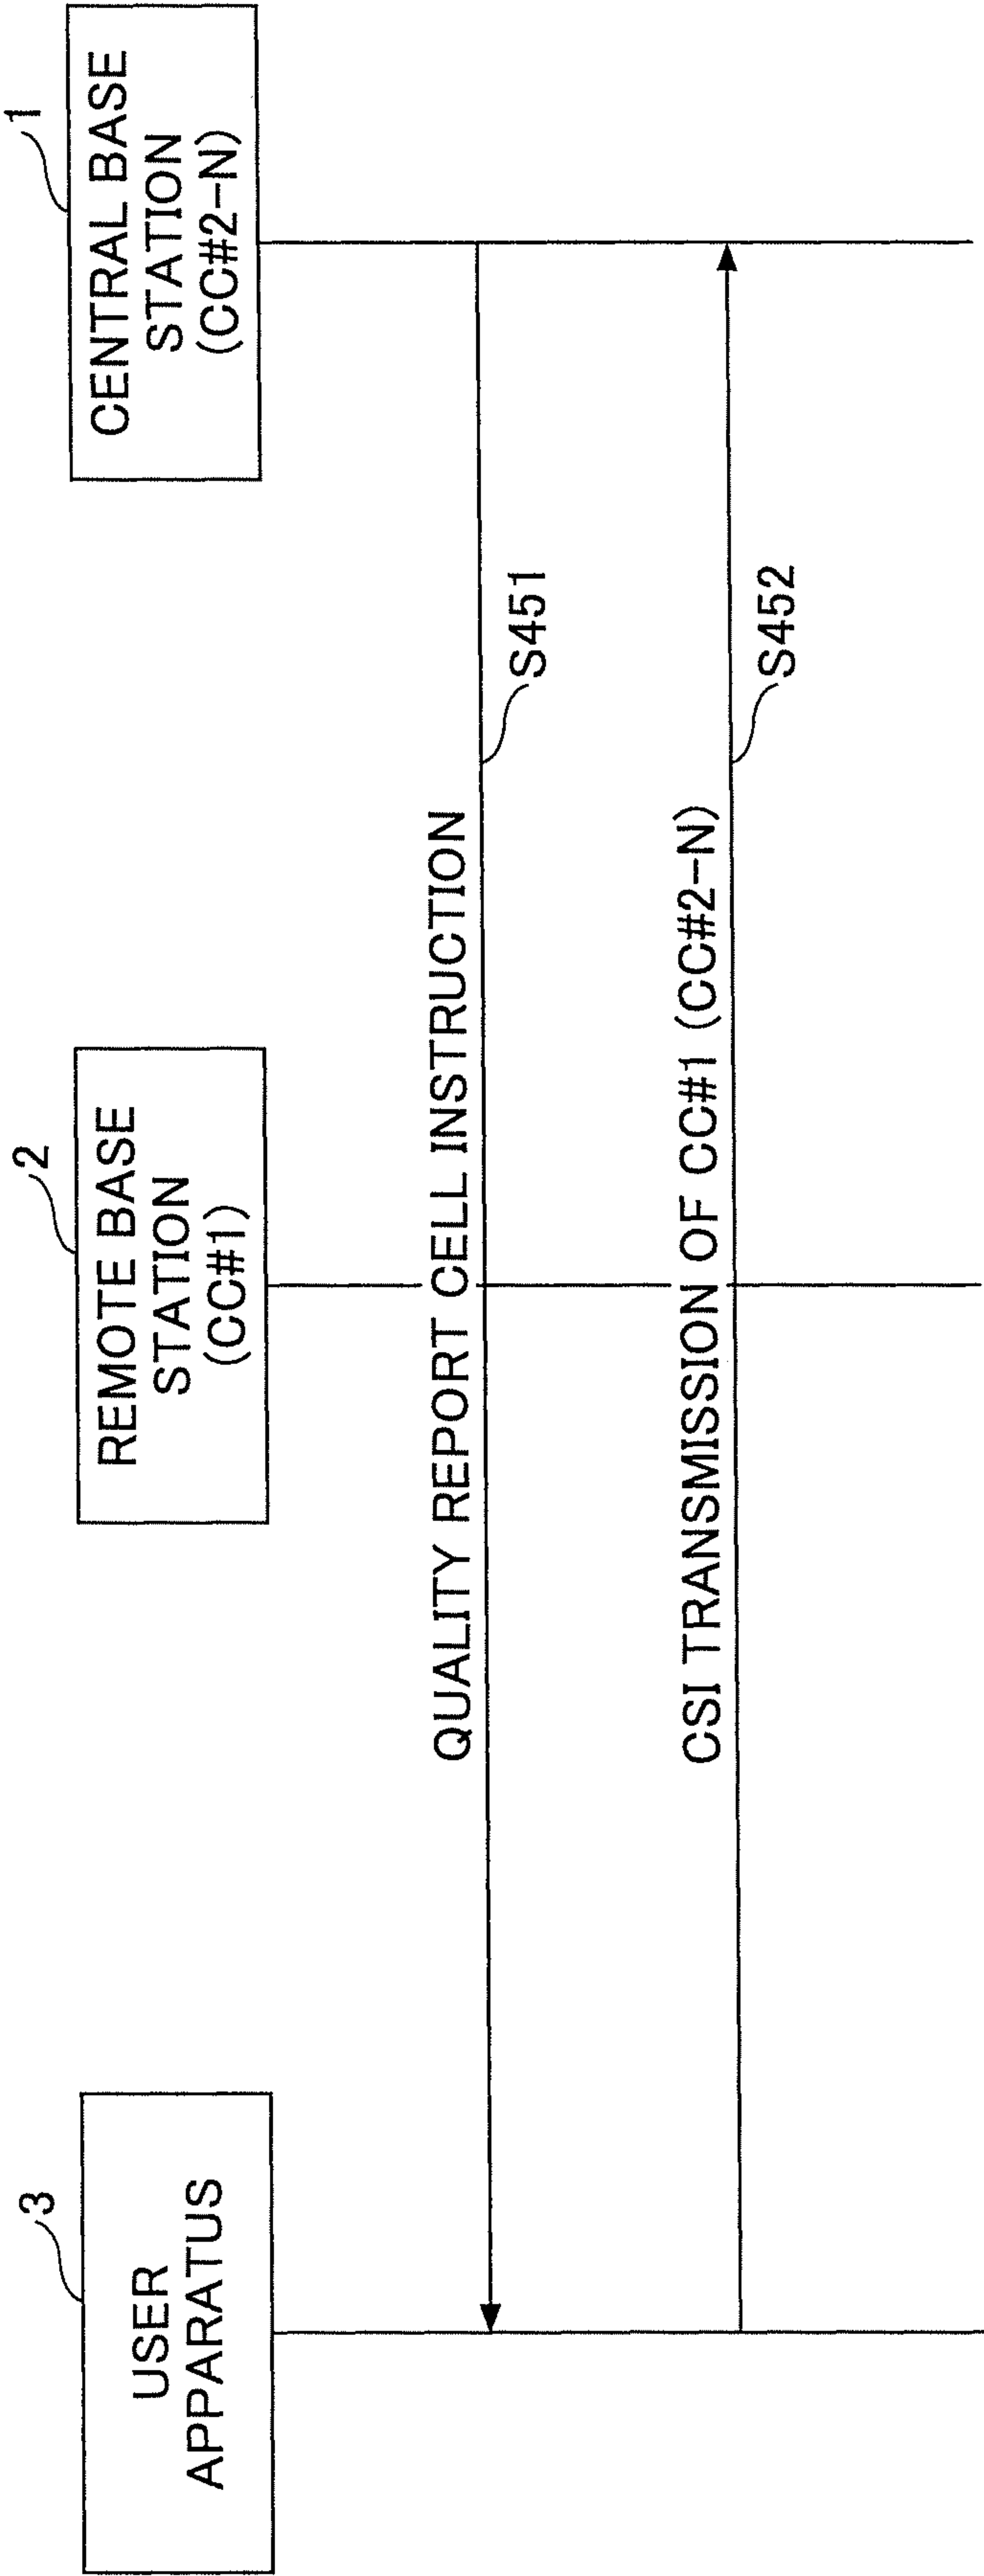 3
USER
APPARATUS
2
REMOTE BASE
STATION
(CC#1)
1
CENTRAL BASE
STATION
(CC#2-N)
QUALITY REPORT CELL INSTRUCTION
S451
CSI TRANSMISSION OF CC#1 (CC#2-N)
S452